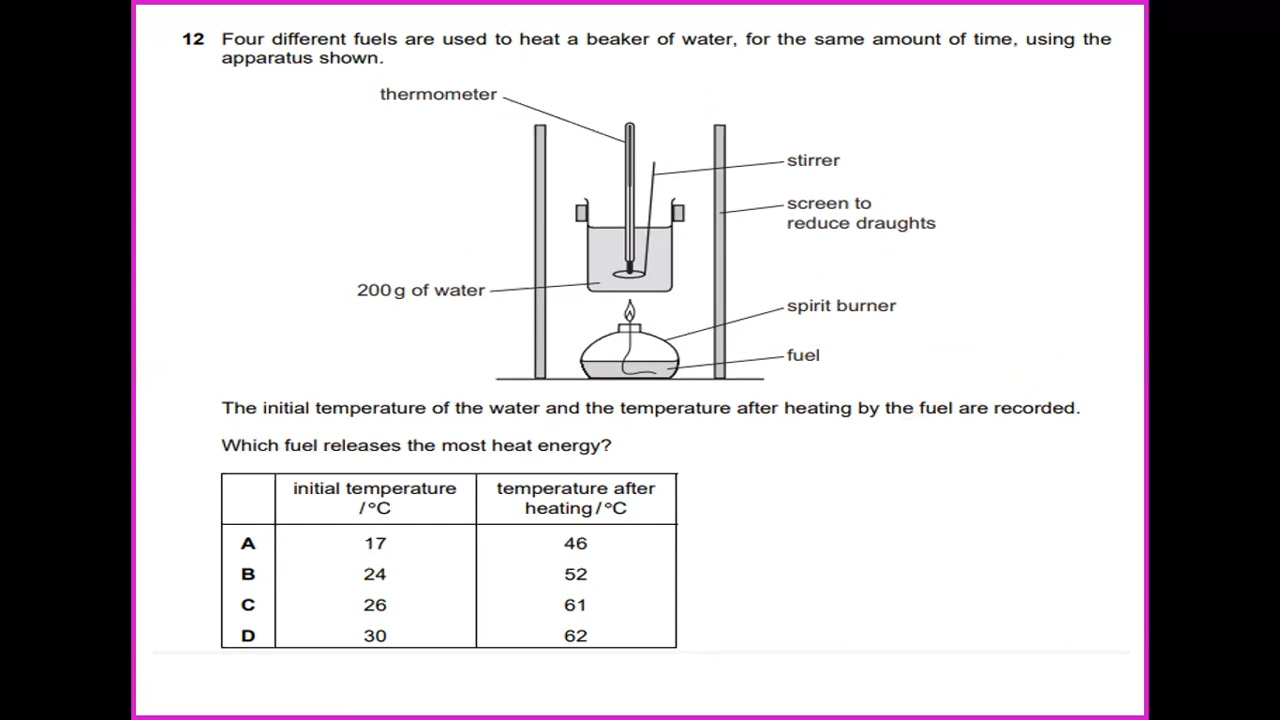 12 Four different fuels are used to heat a beaker of water, for the same amount of time, using the
apparatus shown.
thermometer
stirrer
screen to
reduce draughts
200 g of water
spirit burner
fuel
The initial temperature of the water and the temperature after heating by the fuel are recorded.
Which fuel releases the most heat energy?
initial temperature
/°C
temperature after
heating / °C
A 17 46
B 24 52
C 26 61
D 30 62